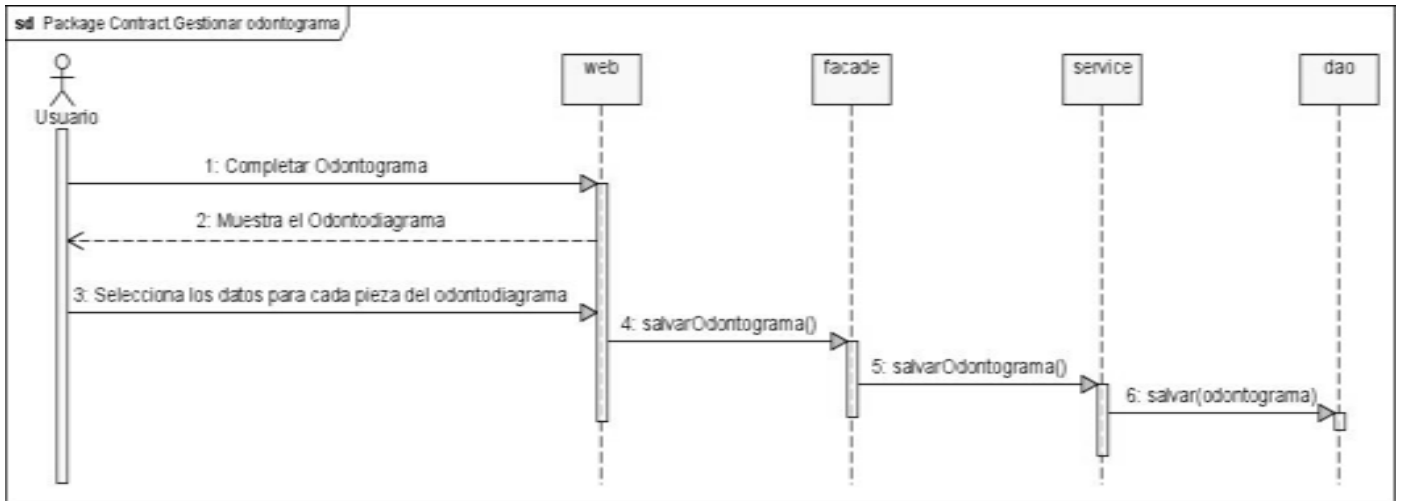 sd Package Contract Gestionar odontograma
Usuario
web
facade
service
dao
1: Completar Odontograma
2: Muestra el Odontodiagrama
3: Selecciona los datos para cada pieza del odontodiagrama
4: salvarOdontograma()
5: salvarOdontograma()
6: salvar(odontograma)